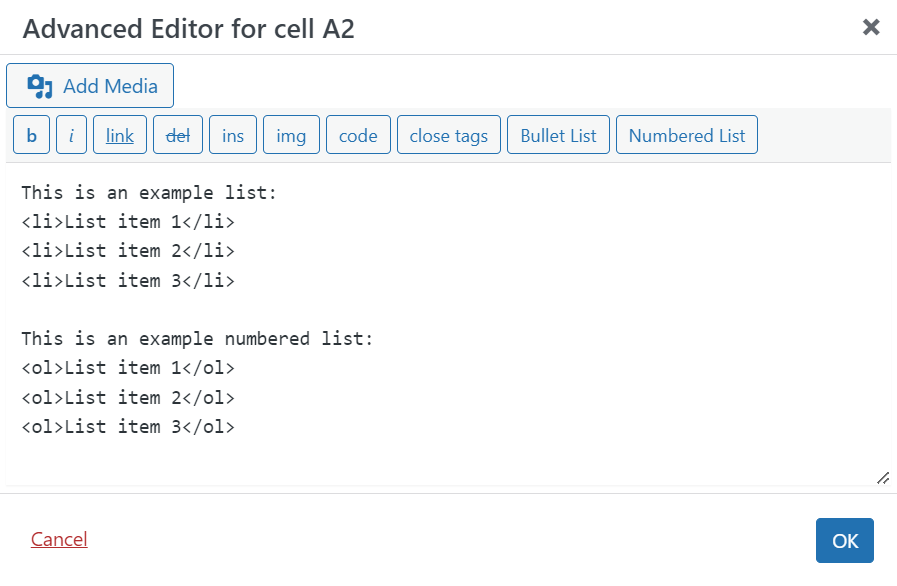 Advanced Editor for cell A2
Add Media
b i link del ins img code close tags Bullet List Numbered List
This is an example list:
<li>List item 1</li>
<li>List item 2</li>
<li>List item 3</li>
This is an example numbered list:
<ol>List item 1</ol>
<ol>List item 2</ol>
<ol>List item 3</ol>
Cancel OK